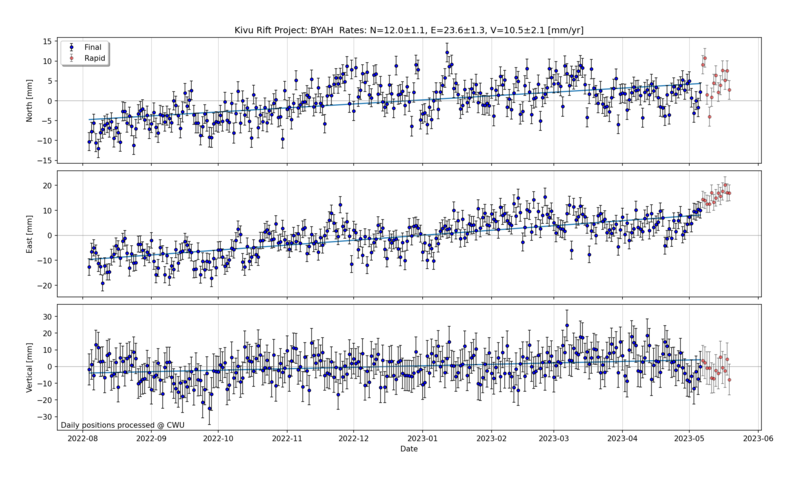 Kivu Rift Project: BYAH Rates: N=12.0±1.1, E=23.6±1.3, V=10.5±2.1 [mm/yr]
Final
Rapid
North [mm]
15
10
5
0
−5
−10
−15
East [mm]
20
10
0
−10
−20
Vertical [mm]
30
20
10
0
−10
−20
−30
Daily positions processed @ CWU
2022-08 2022-09 2022-10 2022-11 2022-12 2023-01 2023-02 2023-03 2023-04 2023-05 2023-06
Date